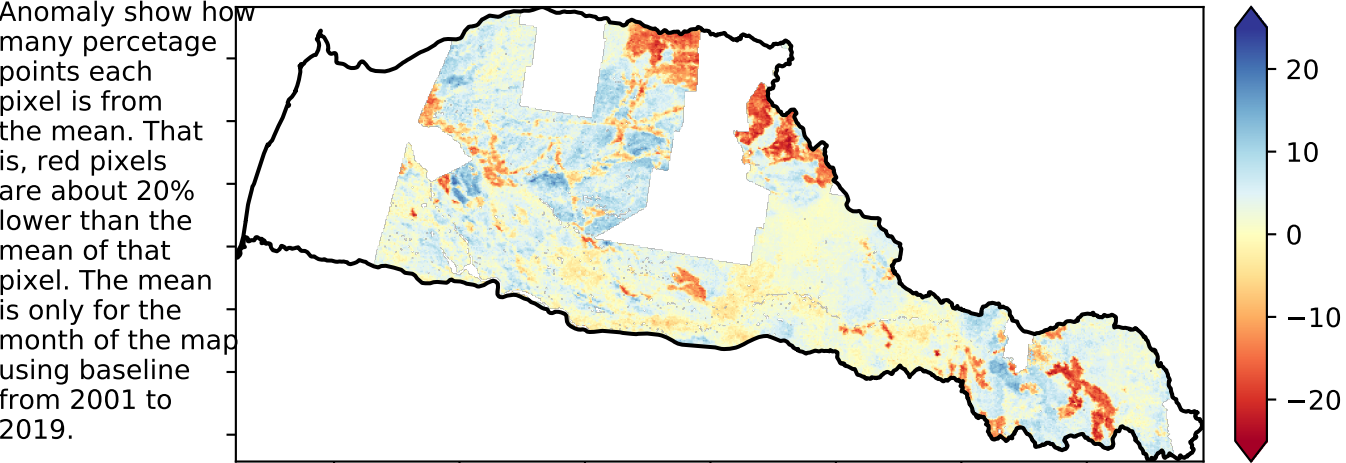 Anomaly show how
many percetage
points each
pixel is from
the mean. That
is, red pixels
are about 20%
lower than the
mean of that
pixel. The mean
is only for the
month of the map
using baseline
from 2001 to
2019.
20
10
0
−10
−20